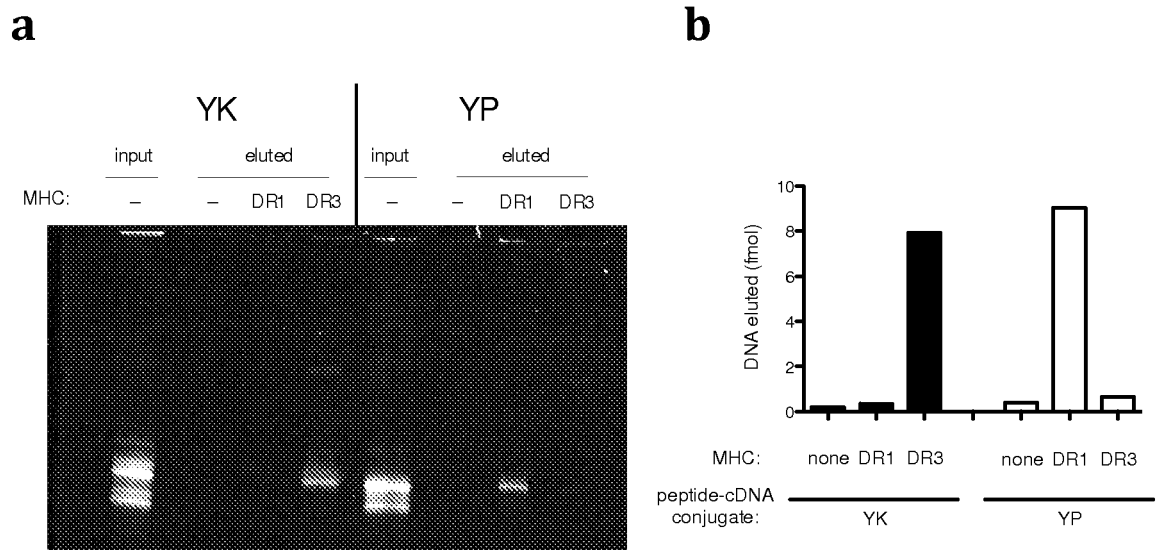 a
YK YP
input eluted input eluted
MHC: – – DR1 DR3 – – DR1 DR3
b
DNA eluted (fmol)
10
8
6
4
2
0
MHC: none DR1 DR3 none DR1 DR3
peptide-cDNA
conjugate: YK YP